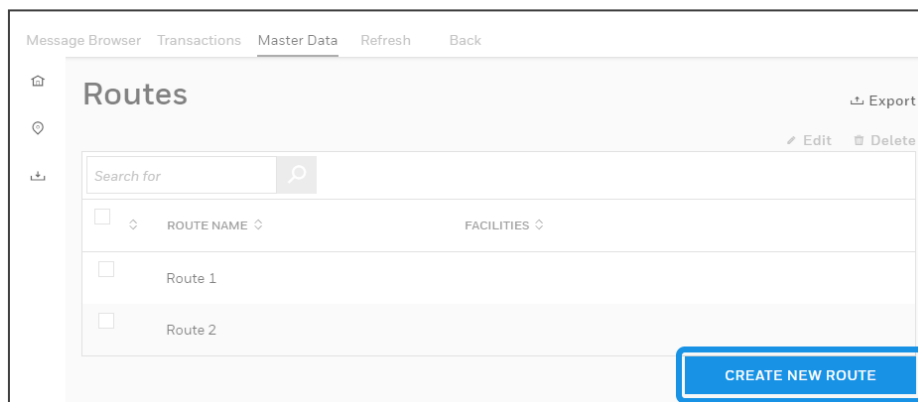 Message Browser Transactions Master Data Refresh Back
Routes
Export
Edit Delete
Search for
ROUTE NAME FACILITIES
Route 1
Route 2
CREATE NEW ROUTE